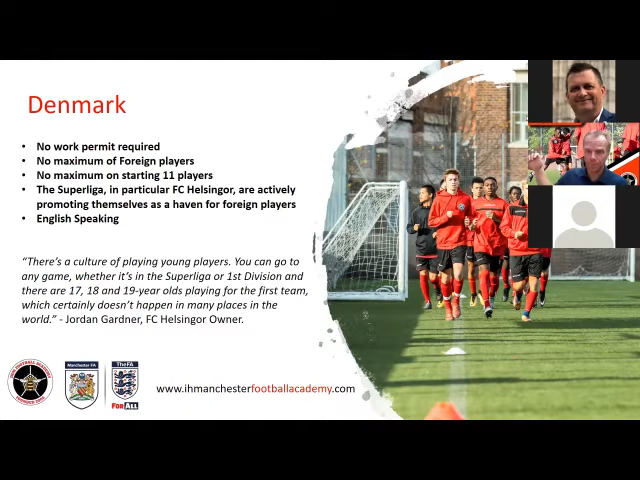 Denmark
• No work permit required
• No maximum of Foreign players
• No maximum on starting 11 players
• The Superliga, in particular FC Helsingor, are actively
promoting themselves as a haven for foreign players
• English Speaking
“There’s a culture of playing young players. You can go to
any game, whether it’s in the Superliga or 1st Division and
there are 17, 18 and 19-year olds playing for the first team,
which certainly doesn’t happen in many places in the
world.” - Jordan Gardner, FC Helsingor Owner.
Manchester FA
TheFA
FOR ALL
www.ihmanchesterfootballacademy.com